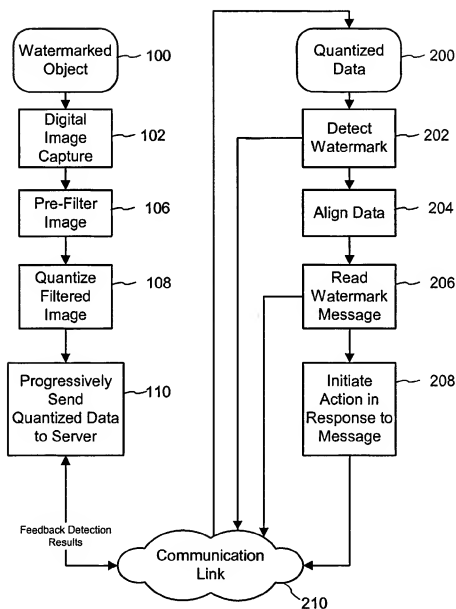 Watermarked
Object
100
Digital
Image
Capture
102
Pre-Filter
Image
106
Quantize
Filtered
Image
108
Progressively
Send
Quantized Data
to Server
110
Feedback Detection
Results
Quantized
Data
200
Detect
Watermark
202
Align Data
204
Read
Watermark
Message
206
Initiate
Action in
Response to
Message
208
Communication
Link
210